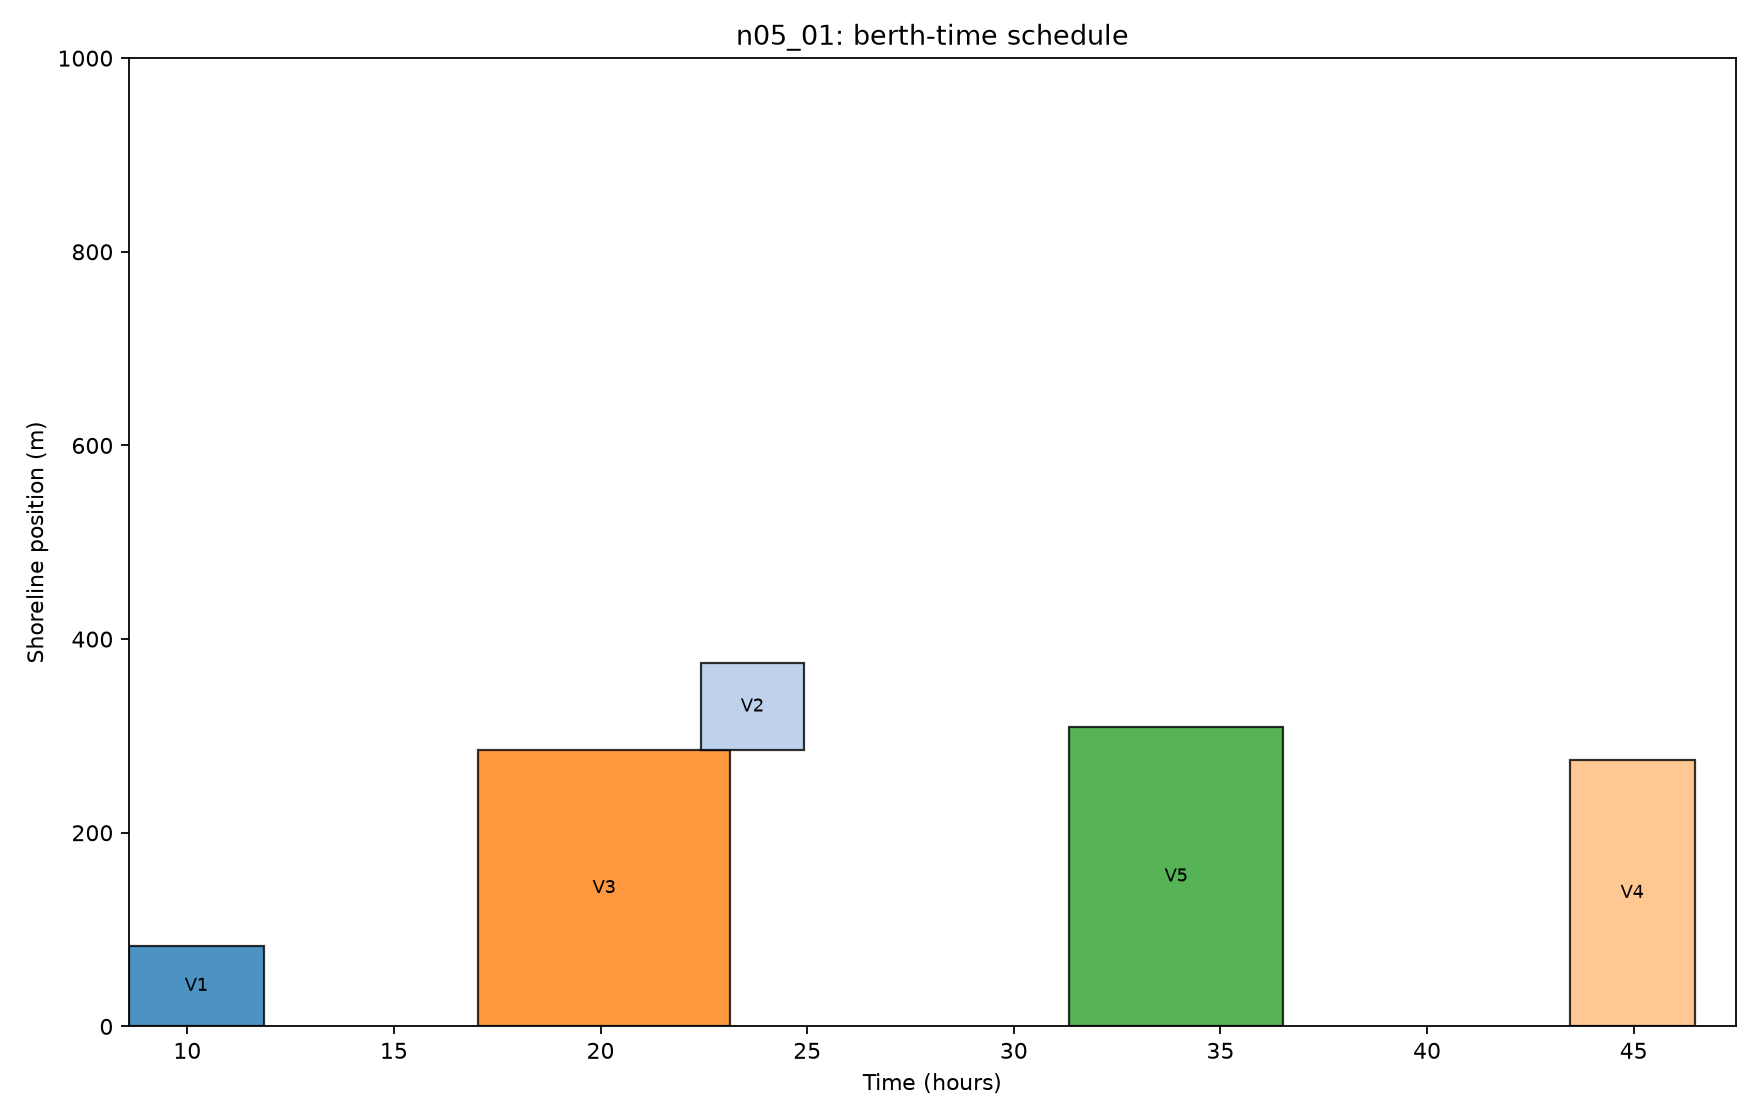 n05_01: berth-time schedule
1000
800
600
400
200
0
Shoreline position (m)
V2
V3
V5
V4
V1
10 15 20 25 30 35 40 45
Time (hours)